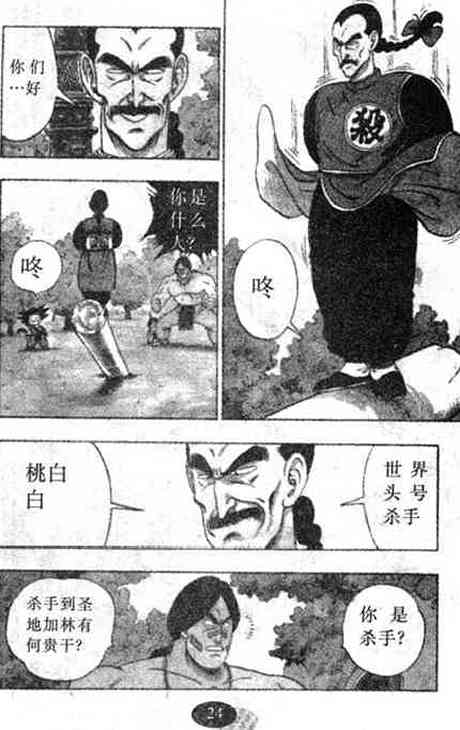 殺
咚
你们
…好
你是
什么
人?
咚
世界
头号
杀手
桃白
白
你是
杀手?
杀手到圣
地加林有
何贵干?
24